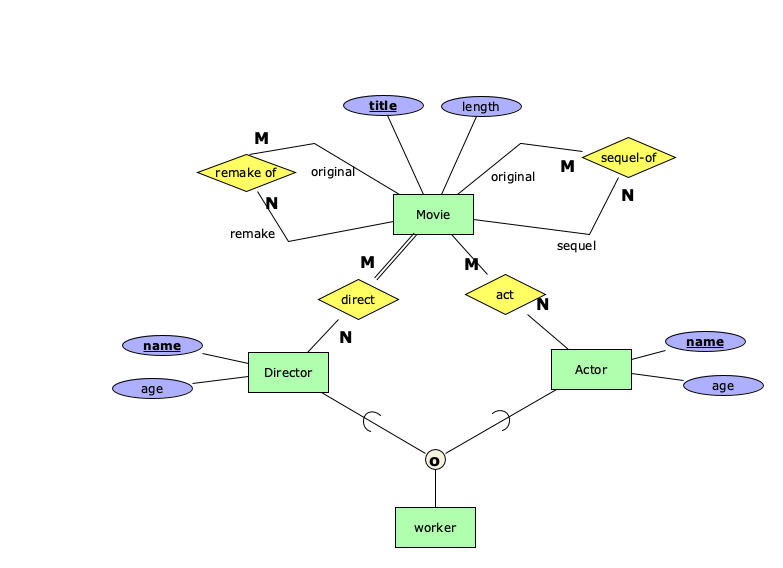 title
length
M
M
original
remake of
original
sequel-of
N
N
Movie
remake
sequel
M
M
direct
act
N
N
name
name
Director
Actor
age
age
o
worker